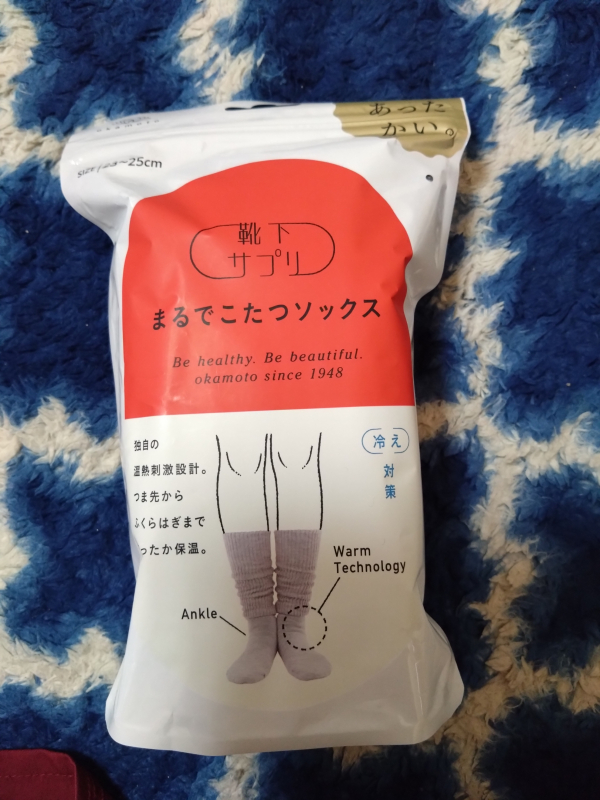 あった
かい。
SIZE
25cm
靴下
サプリ
まるでこたつソックス
Be healthy. Be beautiful.
okamoto since 1948
独自の
温熱刺激設計。
つま先から
ふくらはぎまで
ったか保温。
冷え
対
策
Warm
Technology
Ankle